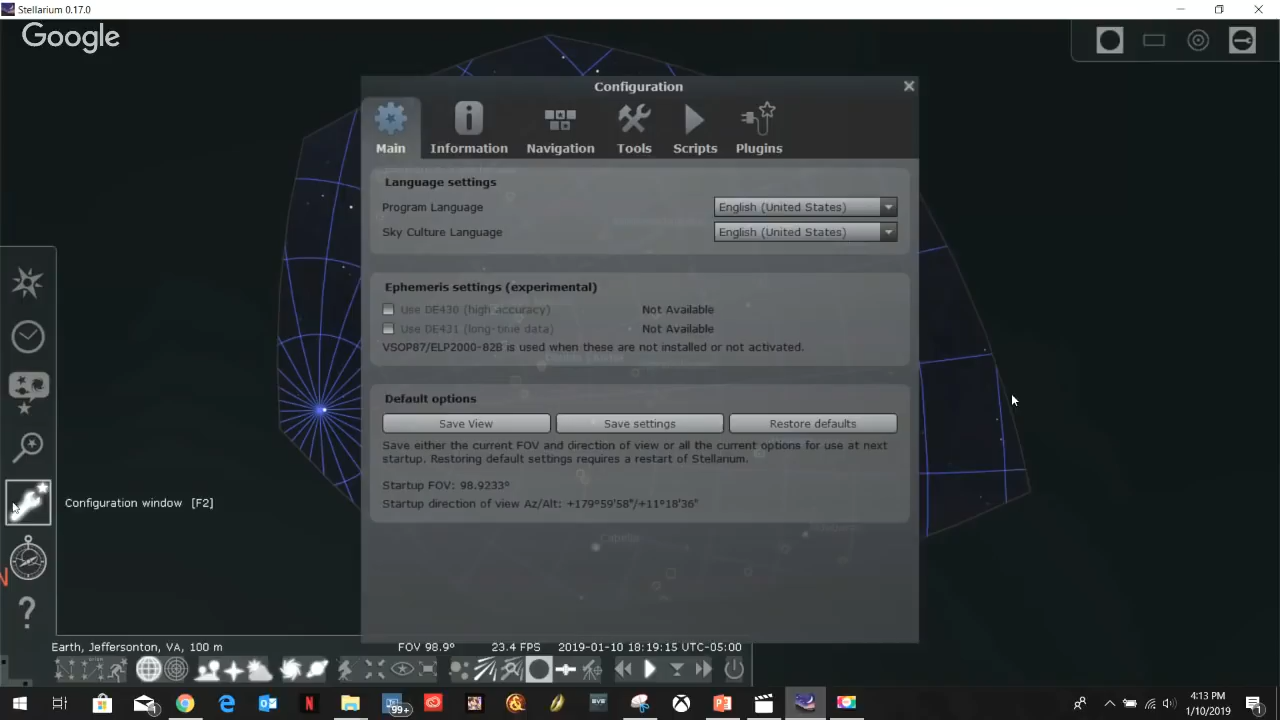 Stellarium 0.17.0
Google
Configuration
Main
Information
Navigation
Tools
Scripts
Plugins
Language settings
Program Language
English (United States)
Sky Culture Language
English (United States)
Ephemeris settings (experimental)
Use DE430 (high accuracy)
Not Available
Use DE431 (long-time data)
Not Available
VSOP87/ELP2000-82B is used when these are not installed or not activated.
Default options
Save View
Save settings
Restore defaults
Save either the current FOV and direction of view or all the current options for use at next
startup. Restoring default settings requires a restart of Stellarium.
Startup FOV: 98.9233°
Startup direction of view Az/Alt: +179°59'58"/+11°18'36"
Configuration window [F2]
Capella
N
?
Earth, Jeffersonton, VA, 100 m
FOV 98.9°
23.4 FPS
2019-01-10 18:19:15 UTC-05:00
99+
4:13 PM
1/10/2019